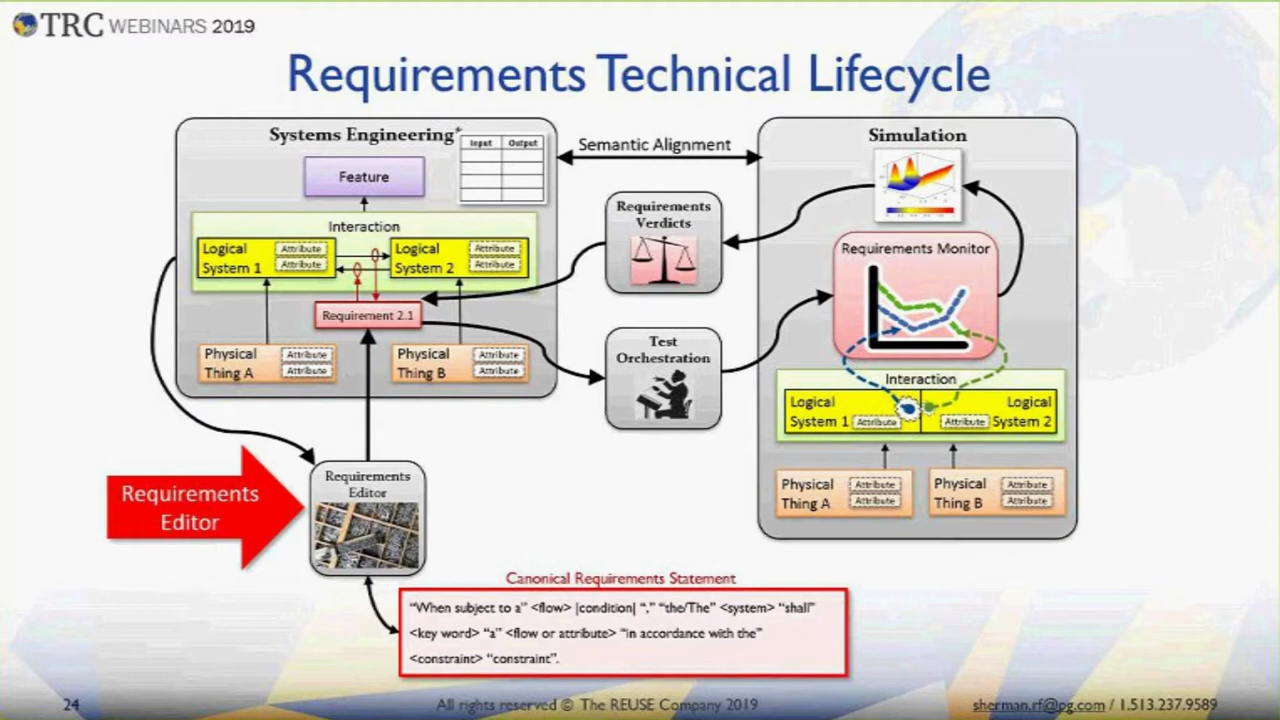 TRC WEBINARS 2019
Requirements Technical Lifecycle
Systems Engineering*
Input Output
Feature
Interaction
Logical System 1
Attribute
Attribute
Logical System 2
Attribute
Attribute
Requirement 2.1
Physical Thing A
Attribute
Attribute
Physical Thing B
Attribute
Attribute
Semantic Alignment
Requirements
Verdicts
Test
Orchestration
Simulation
Requirements Monitor
Interaction
Logical
System 1
Attribute
Logical
System 2
Attribute
Physical
Thing A
Attribute
Attribute
Physical
Thing B
Attribute
Attribute
Requirements
Editor
Requirements
Editor
Canonical Requirements Statement
“When subject to a” <flow> |condition| “,” “the/The” <system> “shall”
<key word> “a” <flow or attribute> “in accordance with the”
<constraint> “constraint”.
24
All rights reserved © The REUSE Company 2019
sherman.rf@pg.com / 1.513.237.9589